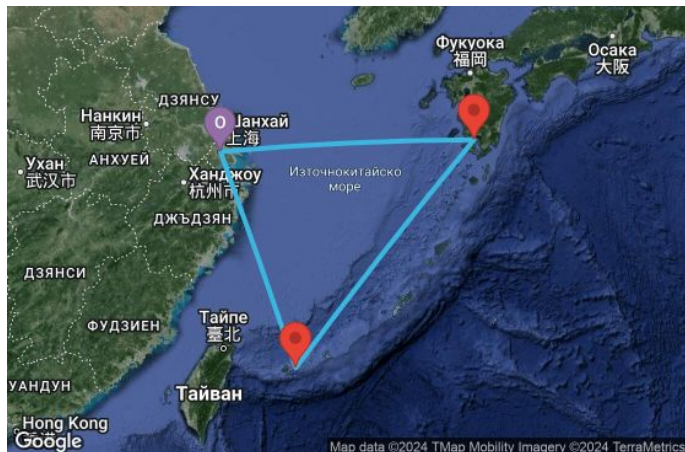 Фукуока
福岡
Осака
大阪
ДЗЯНСУ
Нанкин
南京市
О
Шанхай
上海
АНХУЕЙ
Ухан
武汉市
Ханджоу
杭州市
Източнокитайско
море
ДЖЪДЗЯН
ДЗЯНСИ
ФУДЗИЕН
Тайпе
臺北
УАНДУН
Тайван
Hong Kong
Google
Map data ©2024 TMap Mobility Imagery ©2024 TerraMetrics